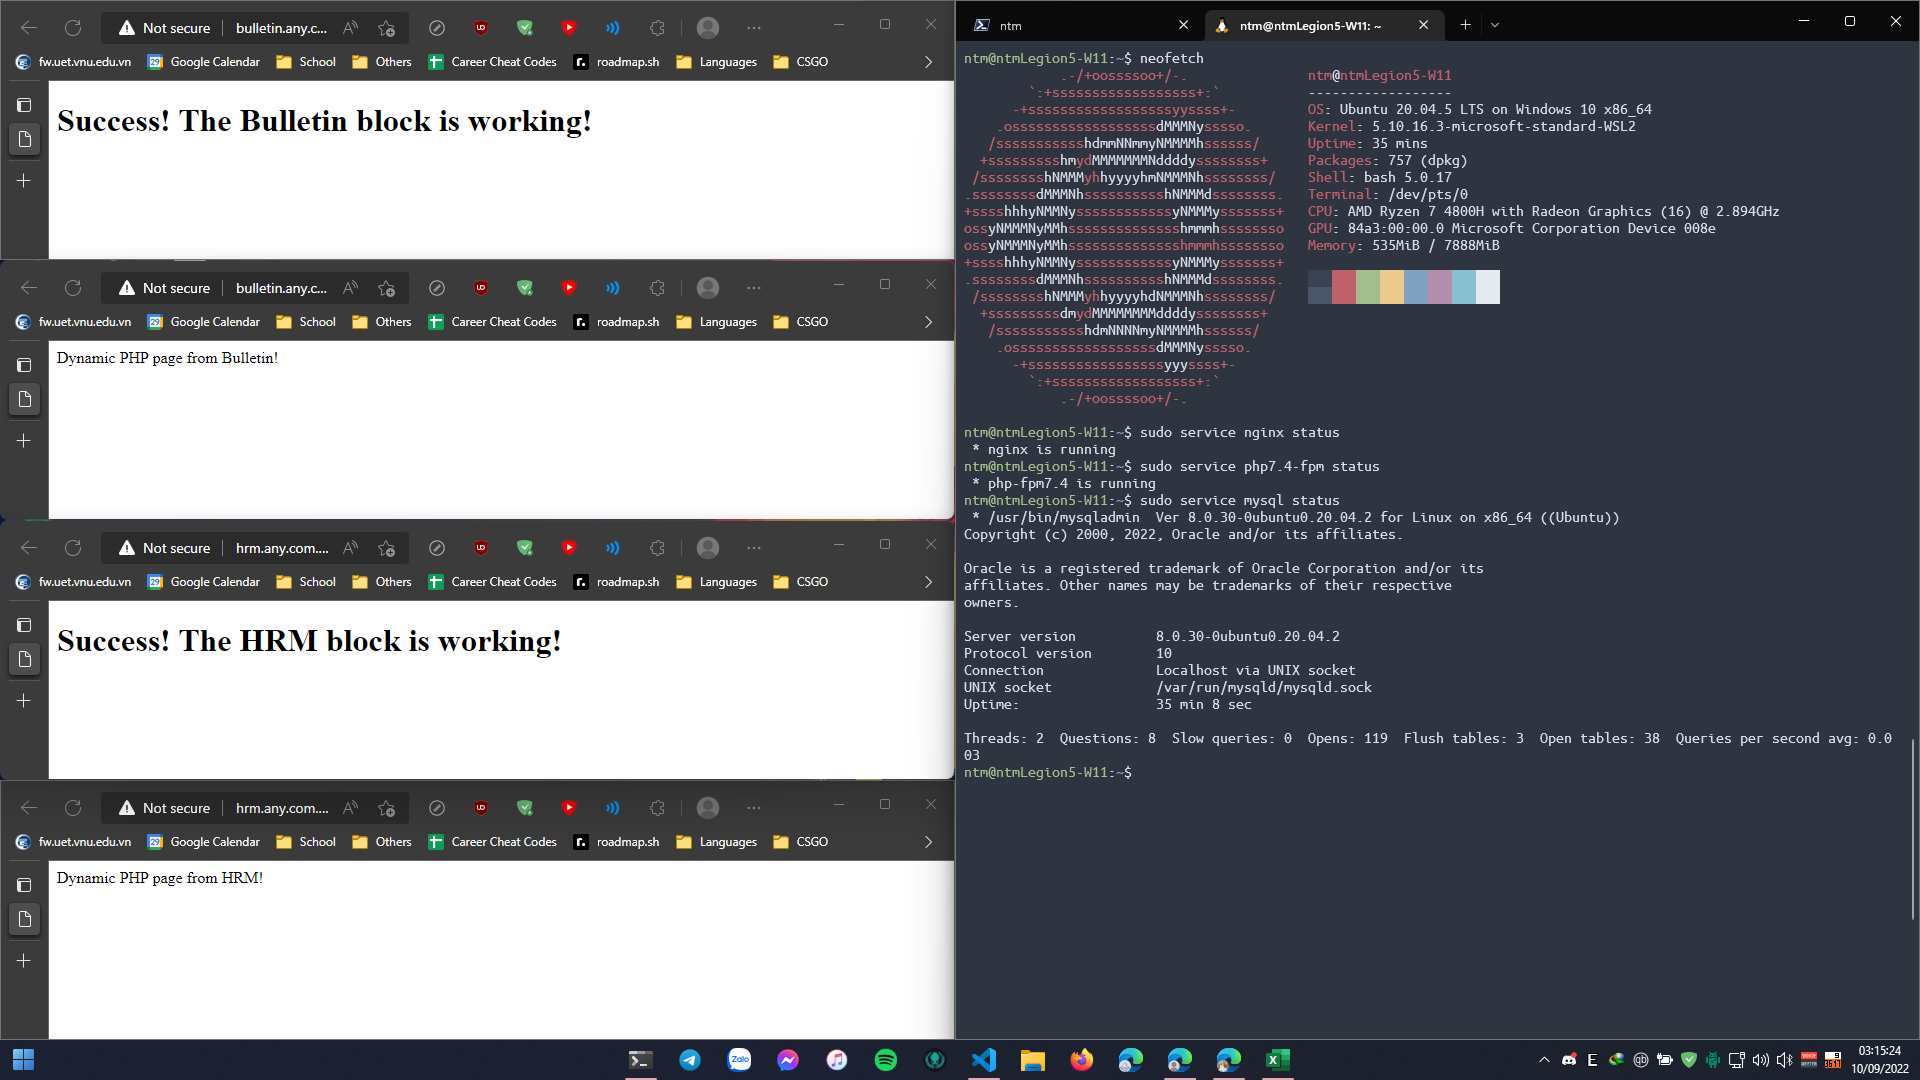 Not secure | bulletin.any.c...
fw.uet.vnu.edu.vn Google Calendar School Others Career Cheat Codes roadmap.sh Languages CSGO
Success! The Bulletin block is working!
Not secure | bulletin.any.c...
fw.uet.vnu.edu.vn Google Calendar School Others Career Cheat Codes roadmap.sh Languages CSGO
Dynamic PHP page from Bulletin!
Not secure | hrm.any.com....
fw.uet.vnu.edu.vn Google Calendar School Others Career Cheat Codes roadmap.sh Languages CSGO
Success! The HRM block is working!
Not secure | hrm.any.com....
fw.uet.vnu.edu.vn Google Calendar School Others Career Cheat Codes roadmap.sh Languages CSGO
Dynamic PHP page from HRM!
ntm
ntm@ntmLegion5-W11: ~
ntm@ntmLegion5-W11:~$ neofetch
ntm@ntmLegion5-W11
------------------
OS: Ubuntu 20.04.5 LTS on Windows 10 x86_64
Kernel: 5.10.16.3-microsoft-standard-WSL2
Uptime: 35 mins
Packages: 757 (dpkg)
Shell: bash 5.0.17
Terminal: /dev/pts/0
CPU: AMD Ryzen 7 4800H with Radeon Graphics (16) @ 2.894GHz
GPU: 84a3:00:00.0 Microsoft Corporation Device 008e
Memory: 535MiB / 7888MiB
ntm@ntmLegion5-W11:~$ sudo service nginx status
* nginx is running
ntm@ntmLegion5-W11:~$ sudo service php7.4-fpm status
* php-fpm7.4 is running
ntm@ntmLegion5-W11:~$ sudo service mysql status
* /usr/bin/mysqladmin  Ver 8.0.30-0ubuntu0.20.04.2 for Linux on x86_64 ((Ubuntu))
Copyright (c) 2000, 2022, Oracle and/or its affiliates.
Oracle is a registered trademark of Oracle Corporation and/or its
affiliates. Other names may be trademarks of their respective
owners.
Server version 8.0.30-0ubuntu0.20.04.2
Protocol version 10
Connection Localhost via UNIX socket
UNIX socket /var/run/mysqld/mysqld.sock
Uptime: 35 min 8 sec
Threads: 2  Questions: 8  Slow queries: 0  Opens: 119  Flush tables: 3  Open tables: 38  Queries per second avg: 0.0
03
ntm@ntmLegion5-W11:~$
Zalo
E
03:15:24
10/09/2022